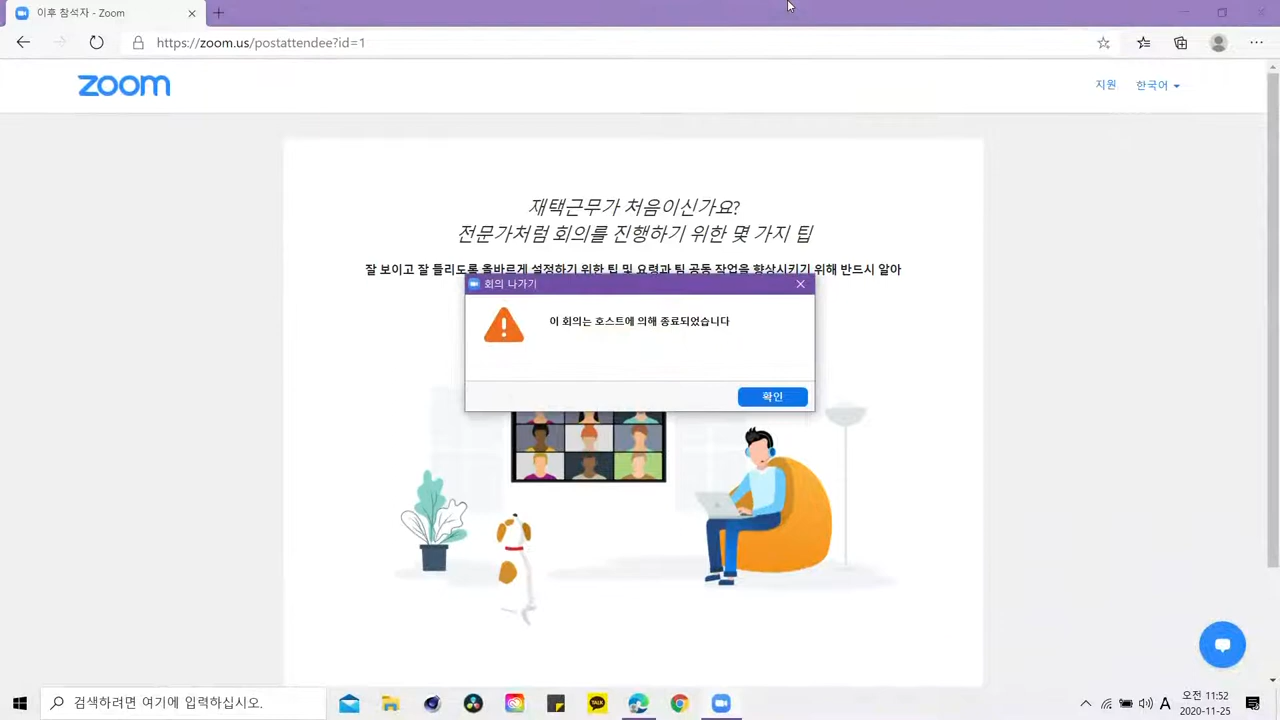 이후 참석자 - Zoom
https://zoom.us/postattendee?id=1
zoom
지원
한국어
재택근무가 처음이신가요?
전문가처럼 회의를 진행하기 위한 몇 가지 팁
잘 보이고 잘 들리도록 올바르게 설정하기 위한 팁 및 요령과 팀 공동 작업을 향상시키기 위해 반드시 알아
회의 나가기
이 회의는 호스트에 의해 종료되었습니다
확인
검색하려면 여기에 입력하십시오.
TALK
A
오전 11:52
2020-11-25